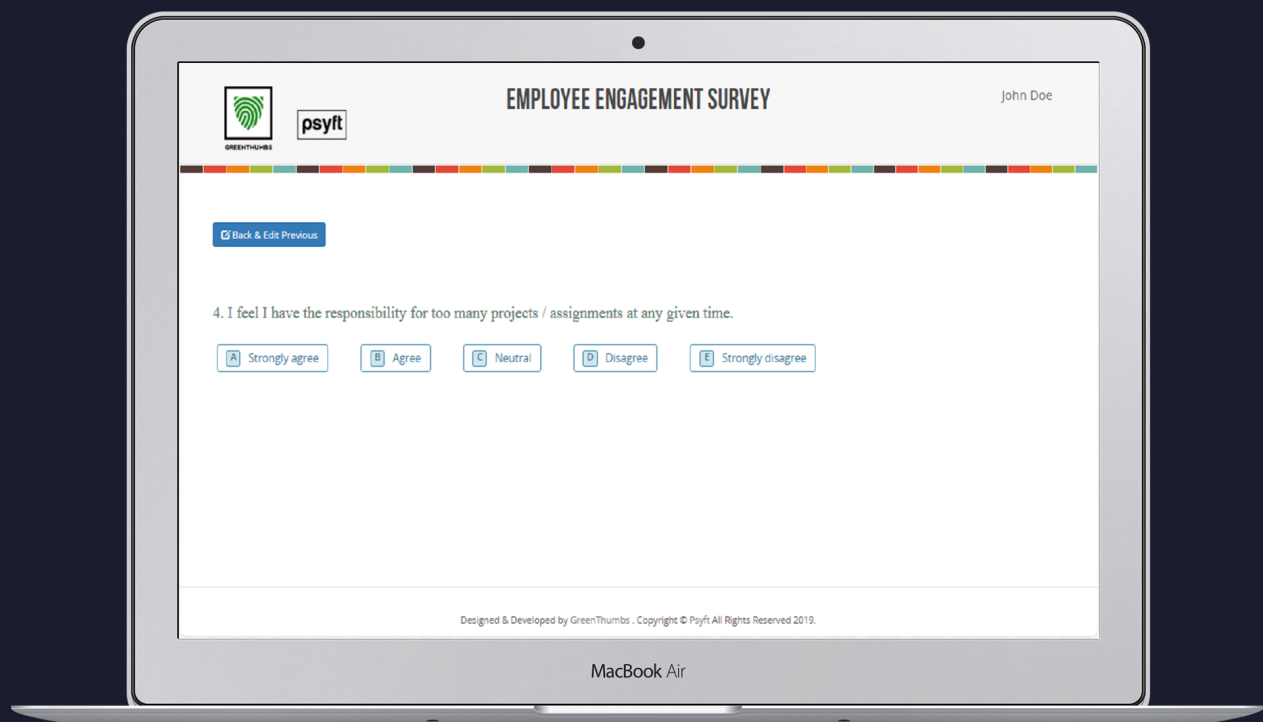 EMPLOYEE ENGAGEMENT SURVEY
John Doe
GREENTHUMBS
psyft
Back & Edit Previous
4. I feel I have the responsibility for too many projects / assignments at any given time.
A Strongly agree B Agree C Neutral D Disagree E Strongly disagree
Designed & Developed by GreenThumbs . Copyright © Psyft All Rights Reserved 2019.
MacBook Air